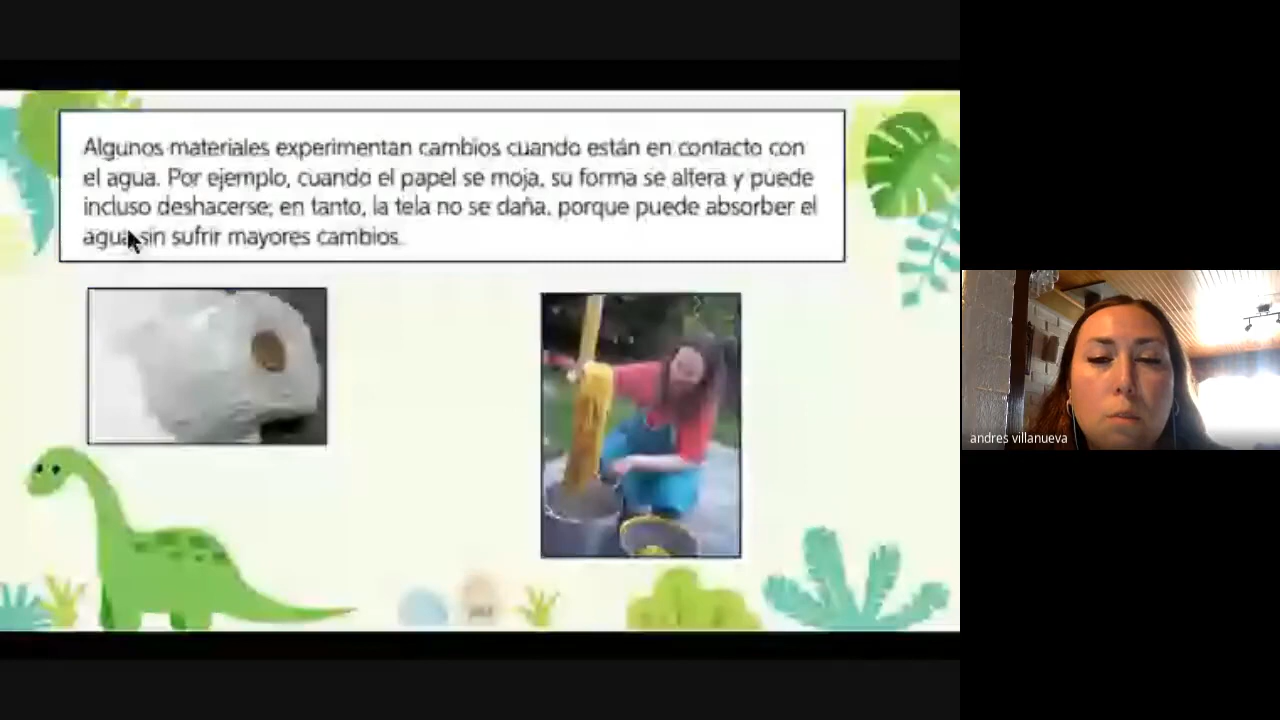 Algunos materiales experimentan cambios cuando están en contacto con
el agua. Por ejemplo, cuando el papel se moja, su forma se altera y puede
incluso deshacerse; en tanto, la tela no se daña, porque puede absorber el
agua sin sufrir mayores cambios.
andres villanueva